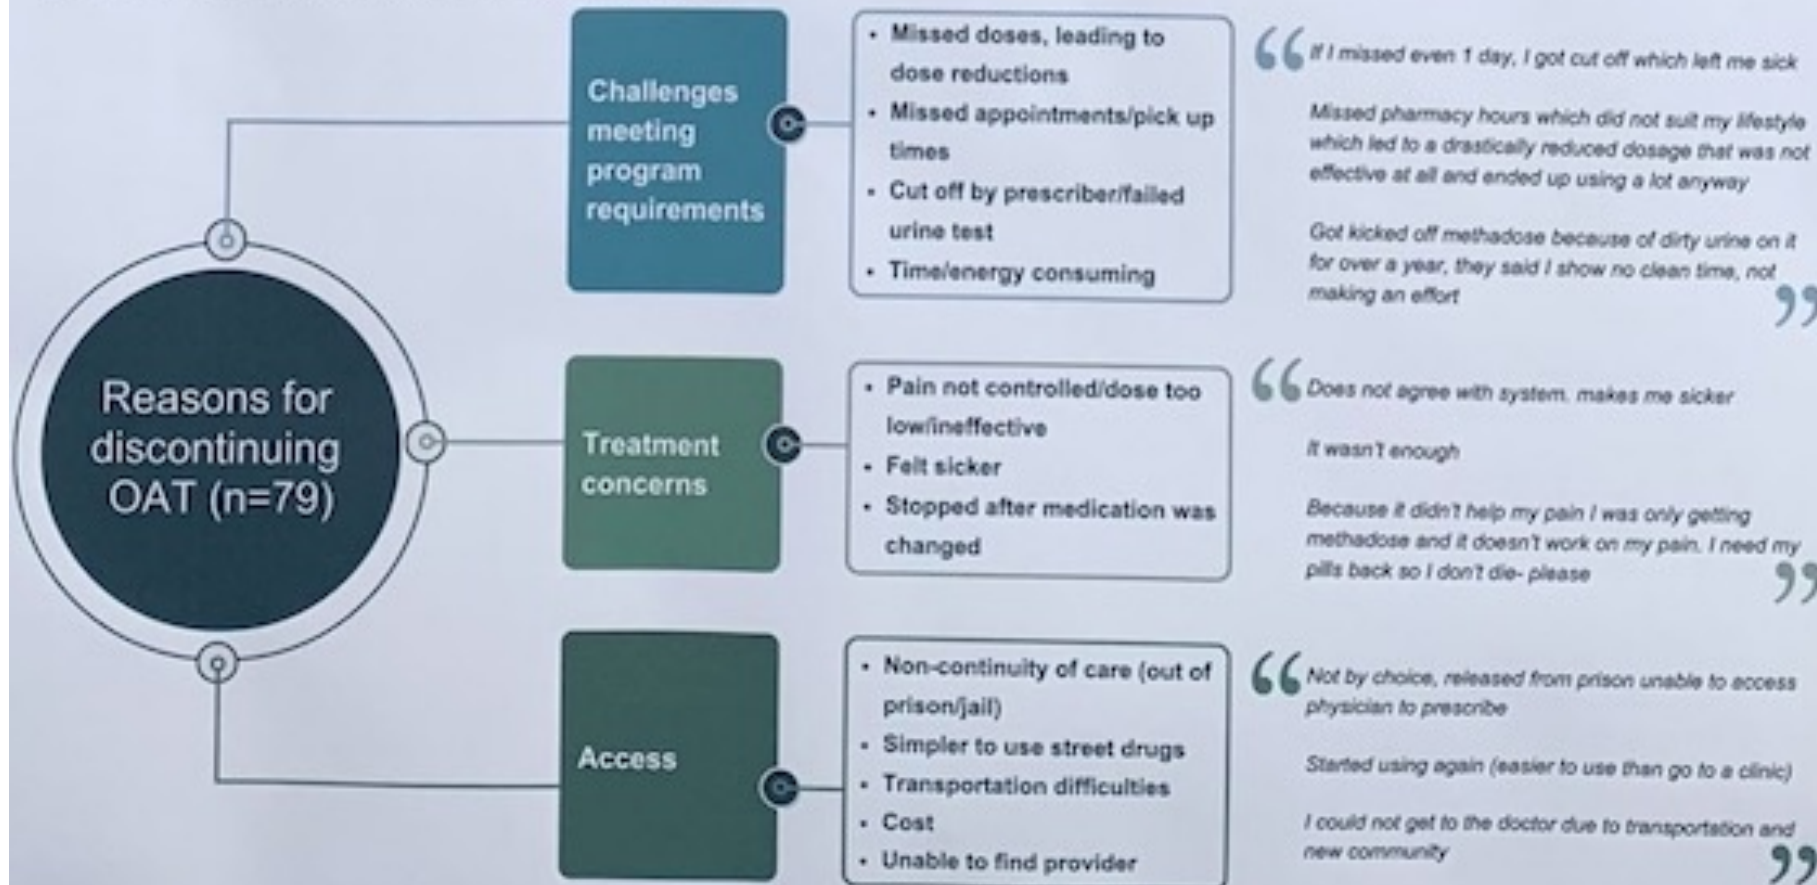 Reasons for
discontinuing
OAT (n=79)
Challenges
meeting
program
requirements
• Missed doses, leading to
dose reductions
• Missed appointments/pick up
times
• Cut off by prescriber/failed
urine test
• Time/energy consuming
“ If I missed even 1 day, I got cut off which left me sick
Missed pharmacy hours which did not suit my lifestyle
which led to a drastically reduced dosage that was not
effective at all and ended up using a lot anyway
Got kicked off methadose because of dirty urine on it
for over a year, they said I show no clean time, not
making an effort ”
Treatment
concerns
• Pain not controlled/dose too
low/ineffective
• Felt sicker
• Stopped after medication was
changed
“ Does not agree with system. makes me sicker
It wasn't enough
Because it didn't help my pain I was only getting
methadose and it doesn't work on my pain. I need my
pills back so I don't die- please ”
Access
• Non-continuity of care (out of
prison/jail)
• Simpler to use street drugs
• Transportation difficulties
• Cost
• Unable to find provider
“ Not by choice, released from prison unable to access
physician to prescribe
Started using again (easier to use than go to a clinic)
I could not get to the doctor due to transportation and
new community ”